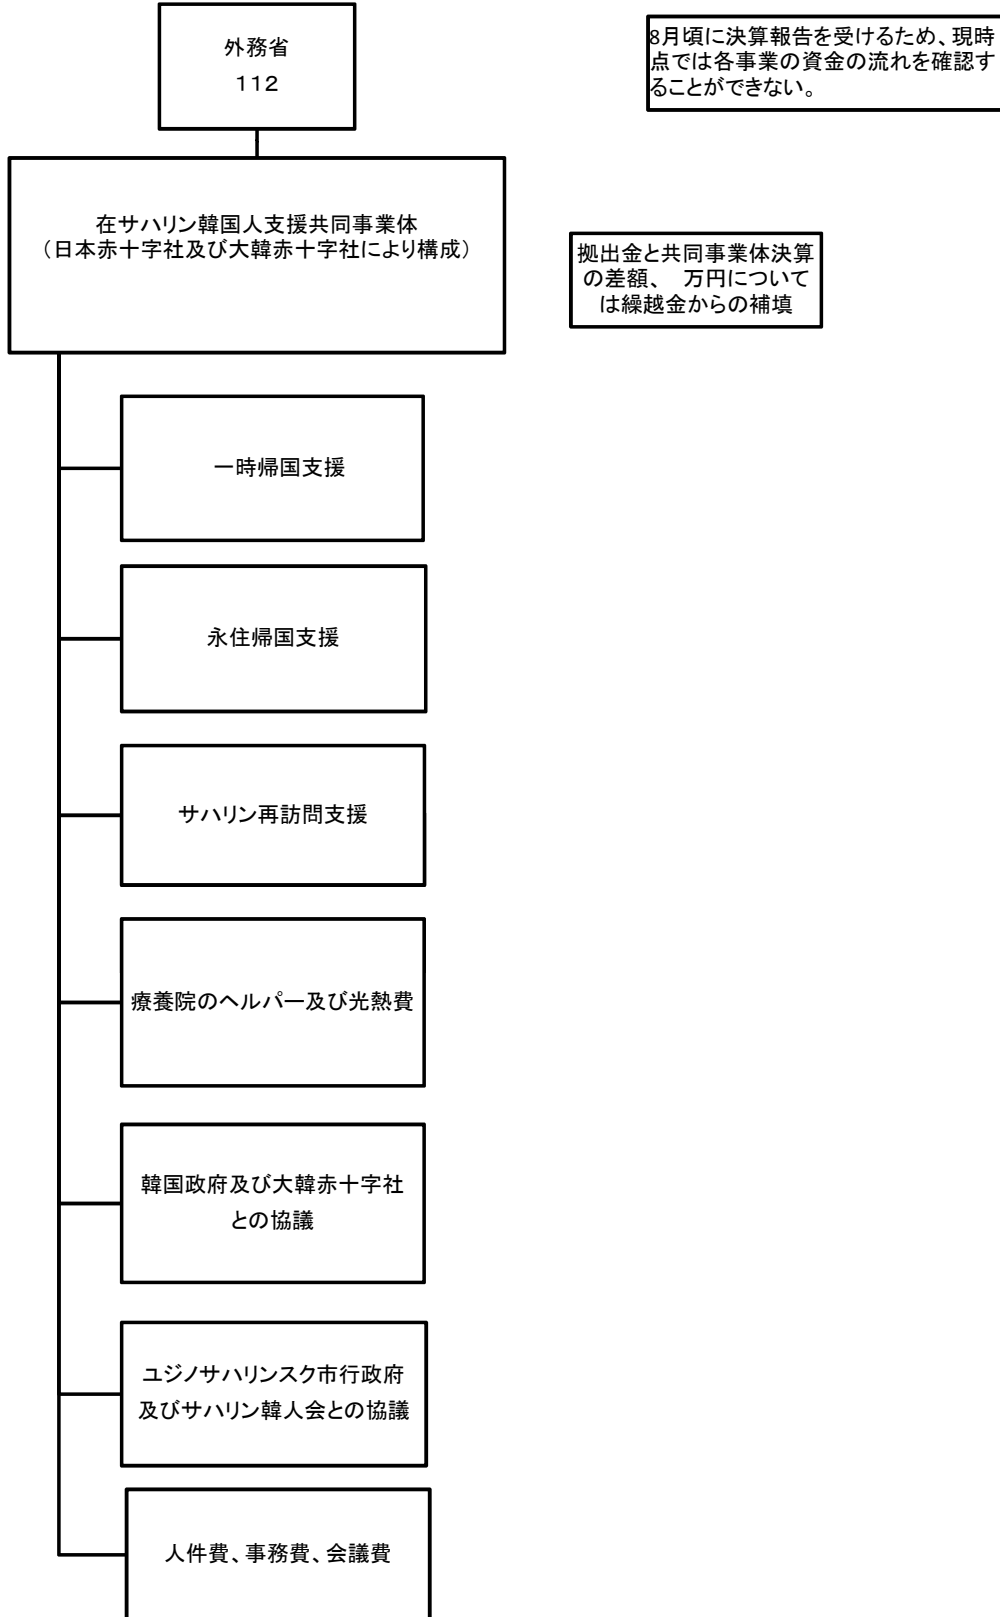 外務省
112
8月頃に決算報告を受けるため、現時
点では各事業の資金の流れを確認す
ることができない。
在サハリン韓国人支援共同事業体
（日本赤十字社及び大韓赤十字社により構成）
拠出金と共同事業体決算
の差額、　万円について
は繰越金からの補填
一時帰国支援
永住帰国支援
サハリン再訪問支援
療養院のヘルパー及び光熱費
韓国政府及び大韓赤十字社
との協議
ユジノサハリンスク市行政府
及びサハリン韓人会との協議
人件費、事務費、会議費